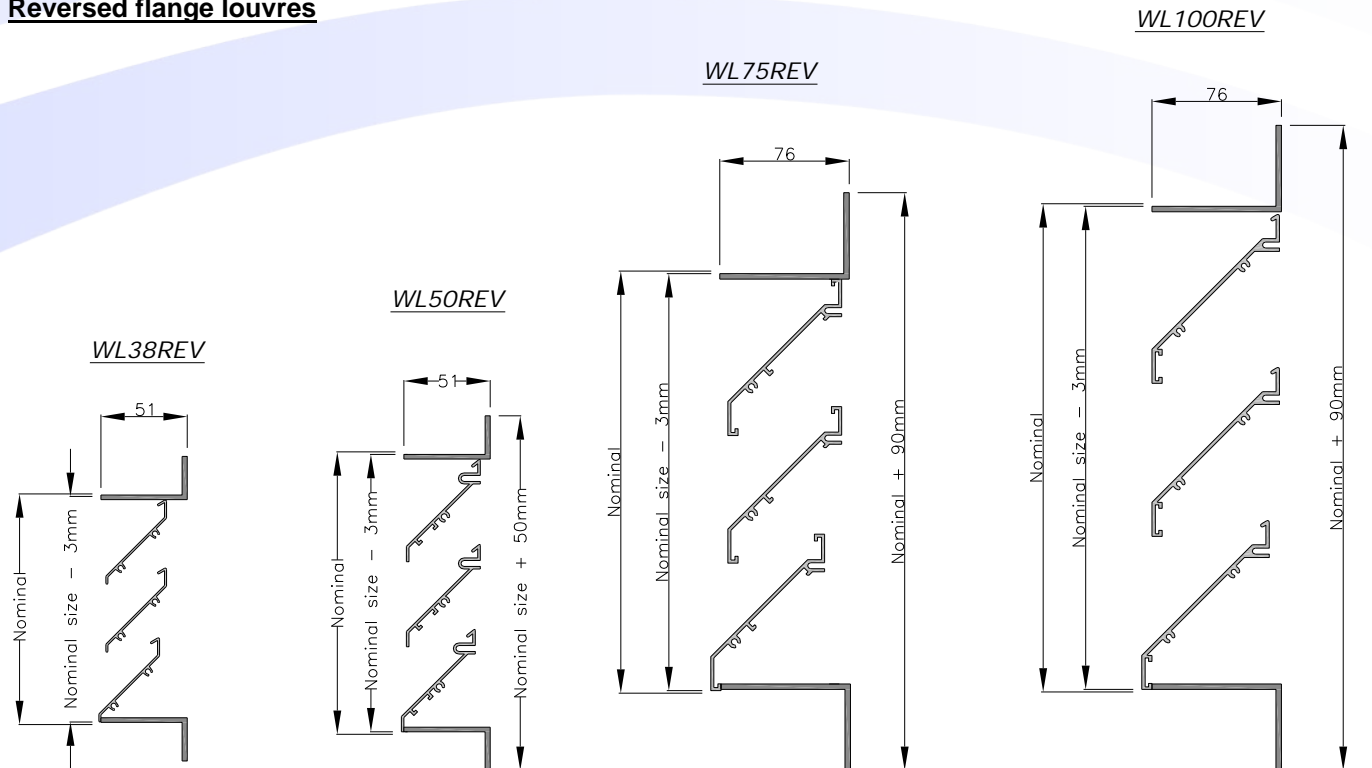 Reversed flange louvres
WL100REV
WL75REV
WL50REV
WL38REV
51
Nominal
Nominal size - 3mm
51
Nominal
Nominal size - 3mm
Nominal size + 50mm
76
Nominal
Nominal size - 3mm
Nominal + 90mm
76
Nominal
Nominal size - 3mm
Nominal + 90mm